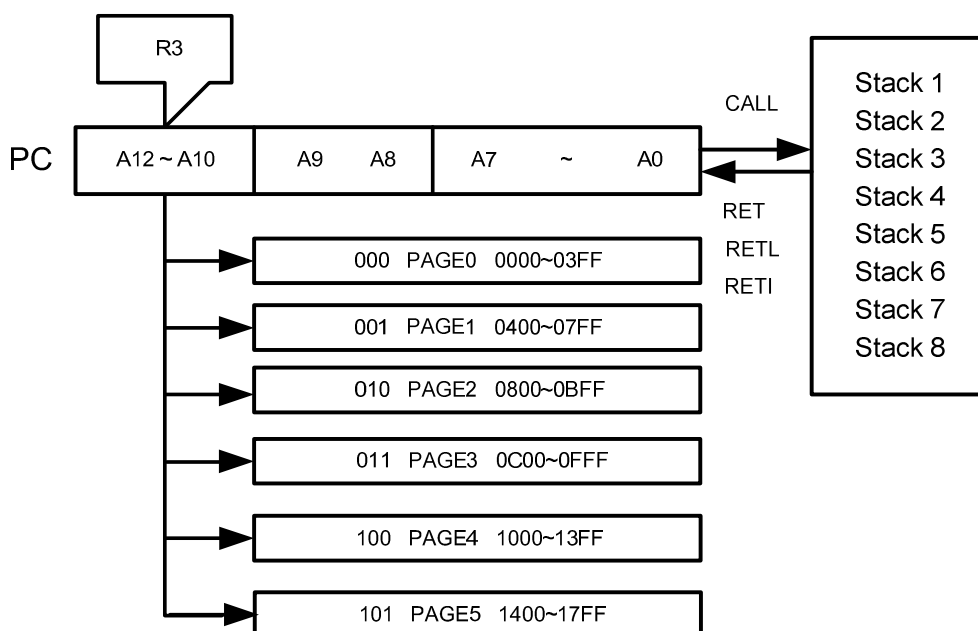 R3
PC
A12 ~ A10
A9 A8
A7 ~ A0
CALL
RET
RETL
RETI
Stack 1
Stack 2
Stack 3
Stack 4
Stack 5
Stack 6
Stack 7
Stack 8
000 PAGE0 0000~03FF
001 PAGE1 0400~07FF
010 PAGE2 0800~0BFF
011 PAGE3 0C00~0FFF
100 PAGE4 1000~13FF
101 PAGE5 1400~17FF